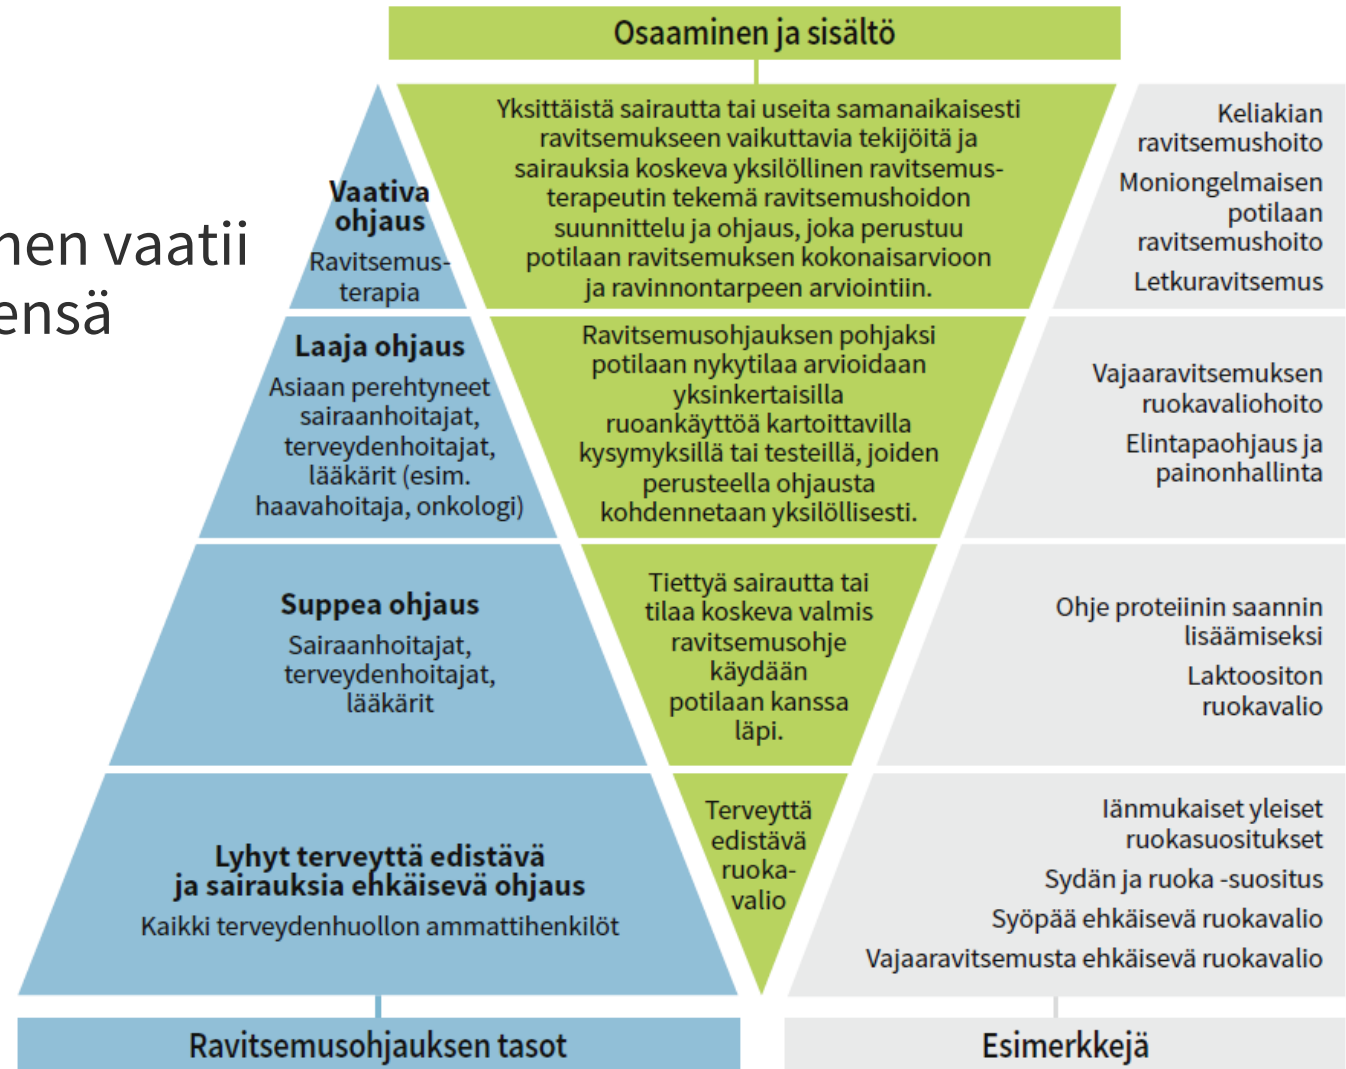 Osaaminen ja sisältö
nen vaatii
ensä
Vaativa
ohjaus
Ravitsemus-
terapia
Yksittäistä sairautta tai useita samanaikaisesti
ravitsemukseen vaikuttavia tekijöitä ja
sairauksia koskeva yksilöllinen ravitsemus-
terapeutin tekemä ravitsemushoidon
suunnittelu ja ohjaus, joka perustuu
potilaan ravitsemuksen kokonaisarvioon
ja ravinnontarpeen arviointiin.
Keliakian
ravitsemushoito
Moniongelmaisen
potilaan
ravitsemushoito
Letkuravitsemus
Laaja ohjaus
Asiaan perehtyneet
sairaanhoitajat,
terveydenhoitajat,
lääkärit (esim.
haavahoitaja, onkologi)
Ravitsemusohjauksen pohjaksi
potilaan nykytilaa arvioidaan
yksinkertaisilla
ruoankäyttöä kartoittavilla
kysymyksillä tai testeillä, joiden
perusteella ohjausta
kohdennetaan yksilöllisesti.
Vajaaravitsemuksen
ruokavaliohoito
Elintapaohjaus ja
painonhallinta
Suppea ohjaus
Sairaanhoitajat,
terveydenhoitajat,
lääkärit
Tiettyä sairautta tai
tilaa koskeva valmis
ravitsemusohje
käydään
potilaan kanssa
läpi.
Ohje proteiinin saannin
lisäämiseksi
Laktoositon
ruokavalio
Lyhyt terveyttä edistävä
ja sairauksia ehkäisevä ohjaus
Kaikki terveydenhuollon ammattihenkilöt
Terveyttä
edistävä
ruoka-
valio
Iänmukaiset yleiset
ruokasuositukset
Sydän ja ruoka -suositus
Syöpää ehkäisevä ruokavalio
Vajaaravitsemusta ehkäisevä ruokavalio
Ravitsemusohjauksen tasot
Esimerkkejä